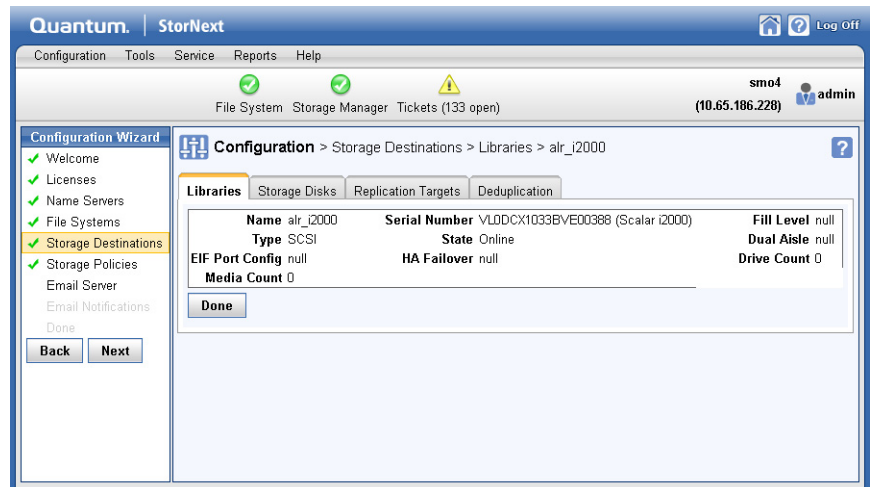 Quantum. | StorNext
Log Off
Configuration Tools Service Reports Help
File System Storage Manager Tickets (133 open)
smo4
(10.65.186.228)
admin
Configuration Wizard
Welcome
Licenses
Name Servers
File Systems
Storage Destinations
Storage Policies
Email Server
Email Notifications
Done
Back Next
Configuration > Storage Destinations > Libraries > alr_i2000
?
Libraries Storage Disks Replication Targets Deduplication
Name alr_i2000 Serial Number VL0DCX1033BVE00388 (Scalar i2000) Fill Level null
Type SCSI State Online Dual Aisle null
EIF Port Config null HA Failover null Drive Count 0
Media Count 0
Done